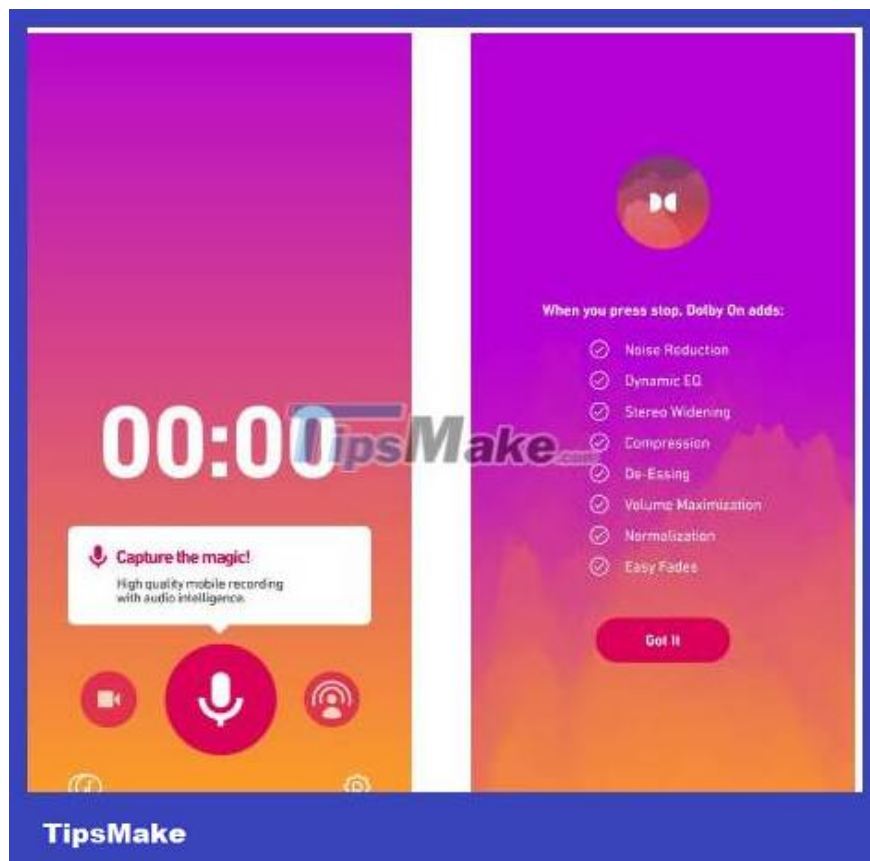 00:00
Capture the magic!
High quality mobile recording
with audio intelligence.
When you press stop, Dolby On adds:
Noise Reduction
Dynamic EQ
Stereo Widening
Compression
De-Essing
Volume Maximization
Normalization
Easy Fades
Got It
TipsMake.com
TipsMake